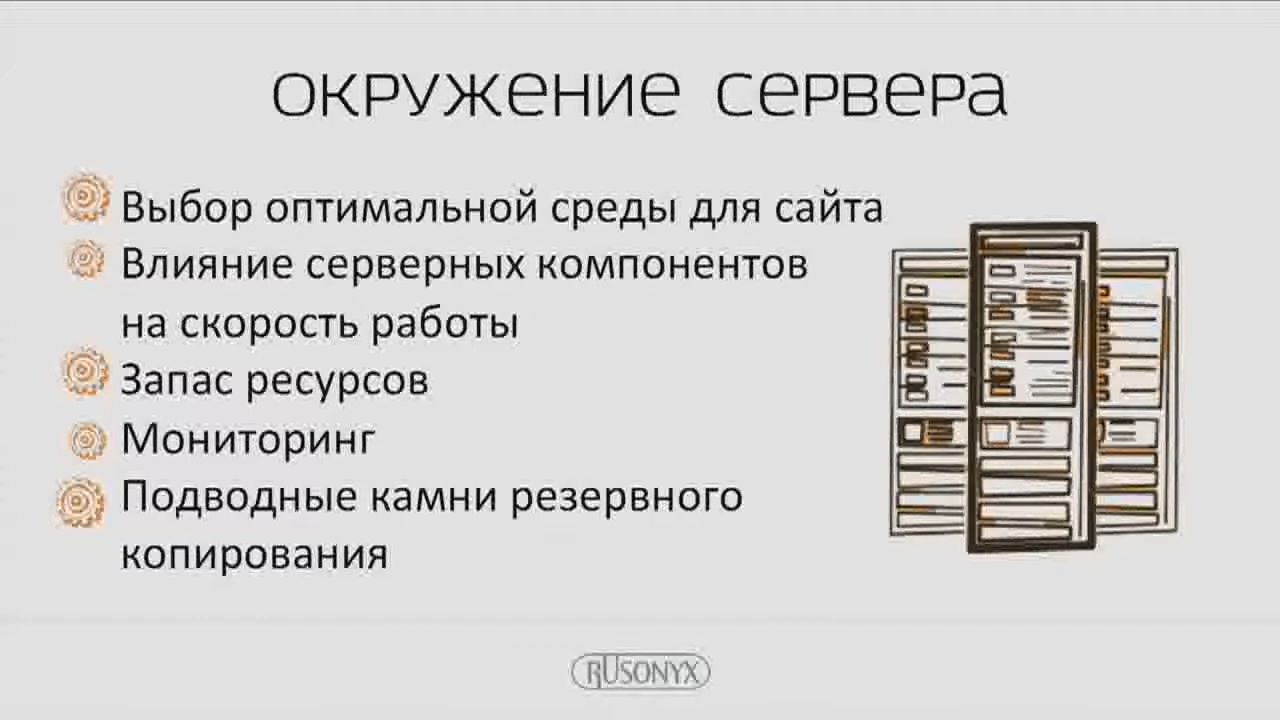 Окружение сервера
Выбор оптимальной среды для сайта
Влияние серверных компонентов
на скорость работы
Запас ресурсов
Мониторинг
Подводные камни резервного
копирования
RUSONYX